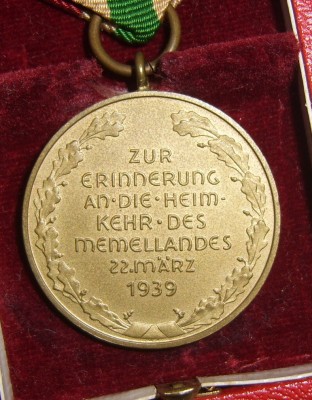 ZUR
ERINNERUNG
AN·DIE·HEIM-
KEHR·DES
MEMELLANDES
22.MÄRZ
1939